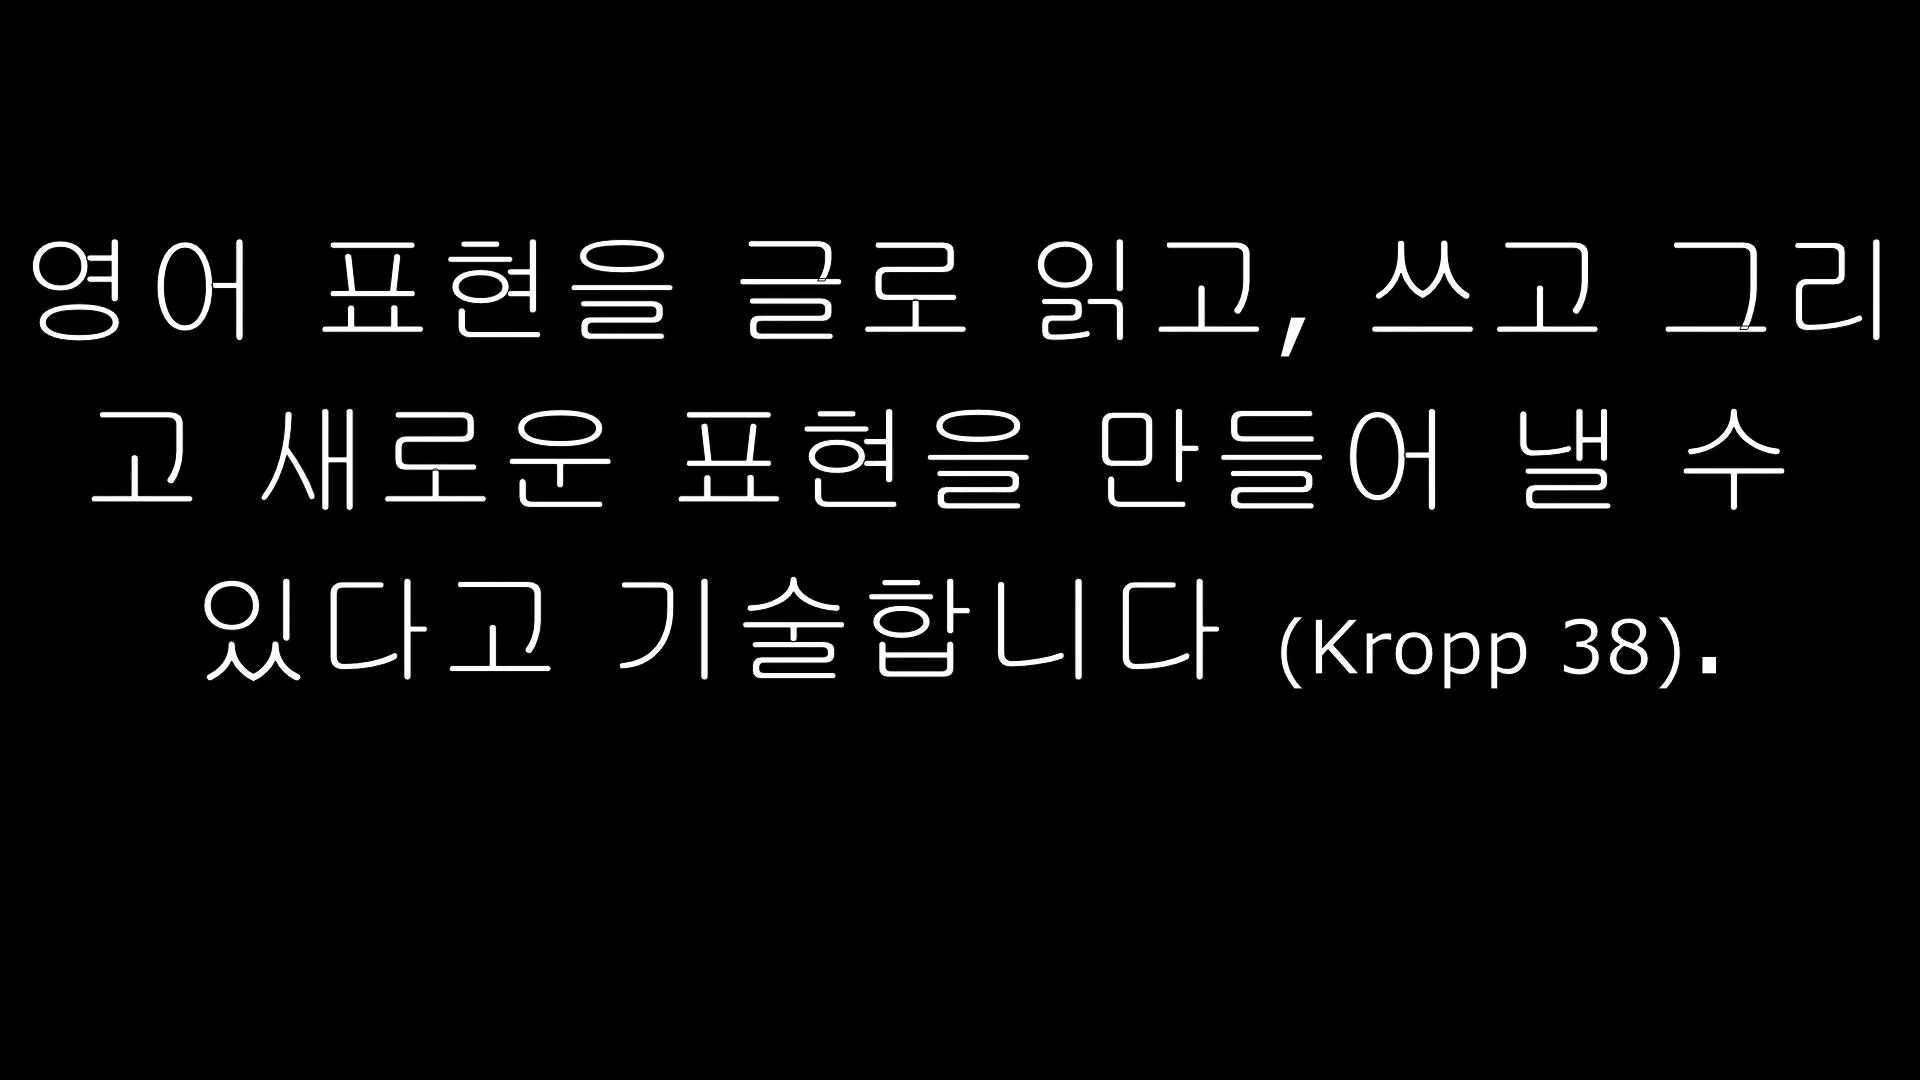 영어 표현을 글로 읽고, 쓰고 그리
고 새로운 표현을 만들어 낼 수
있다고 기술합니다 (Kropp 38).